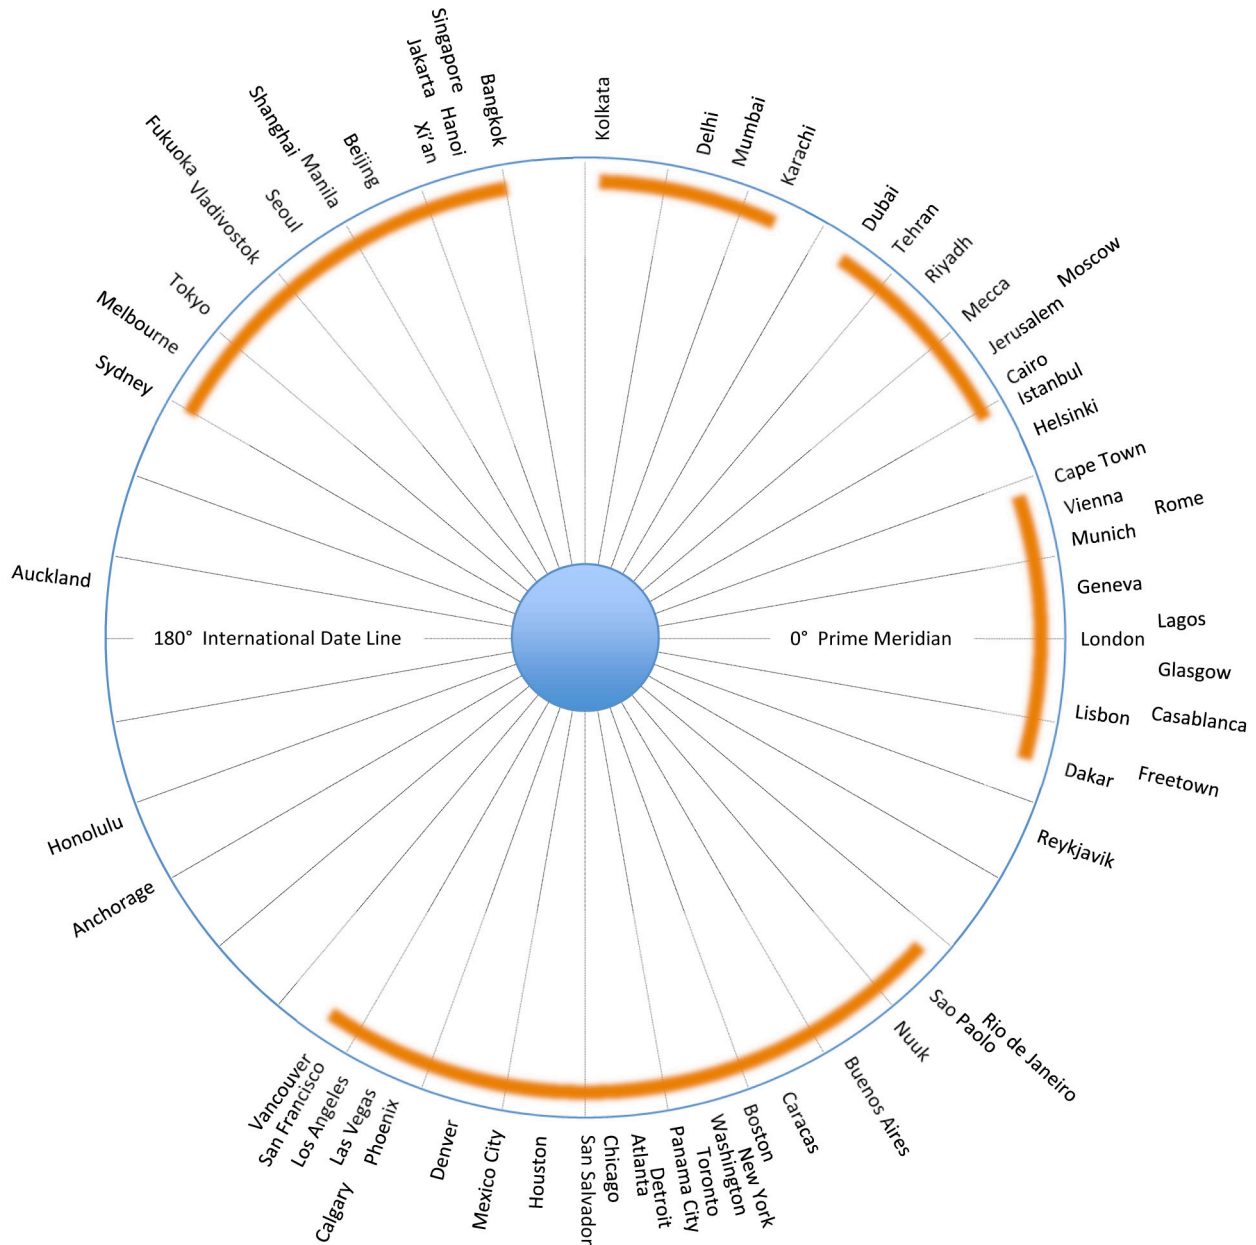 Singapore
Jakarta
Bangkok
Hanoi
Xi’an
Kolkata
Delhi
Mumbai
Karachi
Shanghai
Beijing
Manila
Fukuoka
Vladivostok
Seoul
Dubai
Tehran
Riyadh
Moscow
Mecca
Jerusalem
Tokyo
Melbourne
Sydney
Cairo
Istanbul
Helsinki
Cape Town
Vienna
Rome
Munich
Auckland
Geneva
180° International Date Line
0° Prime Meridian
London
Lagos
Glasgow
Lisbon
Casablanca
Dakar
Freetown
Honolulu
Reykjavik
Anchorage
Sao Paolo
Rio de Janeiro
Nuuk
Buenos Aires
Caracas
Boston
New York
Washington
Toronto
Panama City
Detroit
Atlanta
Chicago
San Salvador
Houston
Mexico City
Denver
Calgary
Phoenix
Las Vegas
Los Angeles
San Francisco
Vancouver